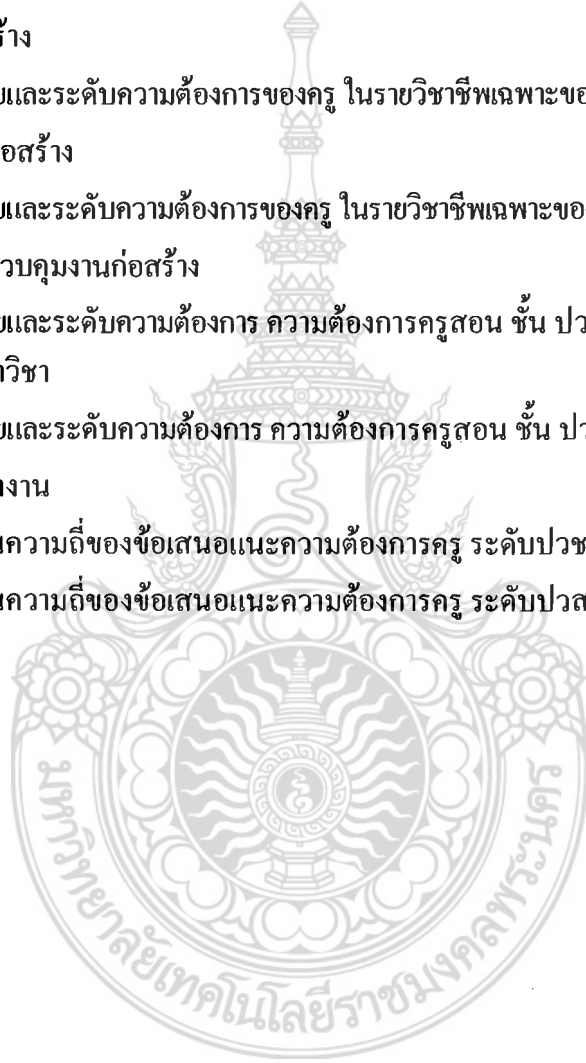 ร้าง
ยและระดับความต้องการของครู ในรายวิชาชีพเฉพาะขอ
อสร้าง
ยและระดับความต้องการของครู ในรายวิชาชีพเฉพาะของ
วบคุมงานก่อสร้าง
ยและระดับความต้องการ ความต้องการครูสอน ชั้น ปว
าวิชา
ยและระดับความต้องการ ความต้องการครูสอน ชั้น ปว
งาน
นความถี่ของข้อเสนอแนะความต้องการครู ระดับปวช
นความถี่ของข้อเสนอแนะความต้องการครู ระดับปวส
มหาวิทยาลัยเทคโนโลยีราชมงคลพระนคร